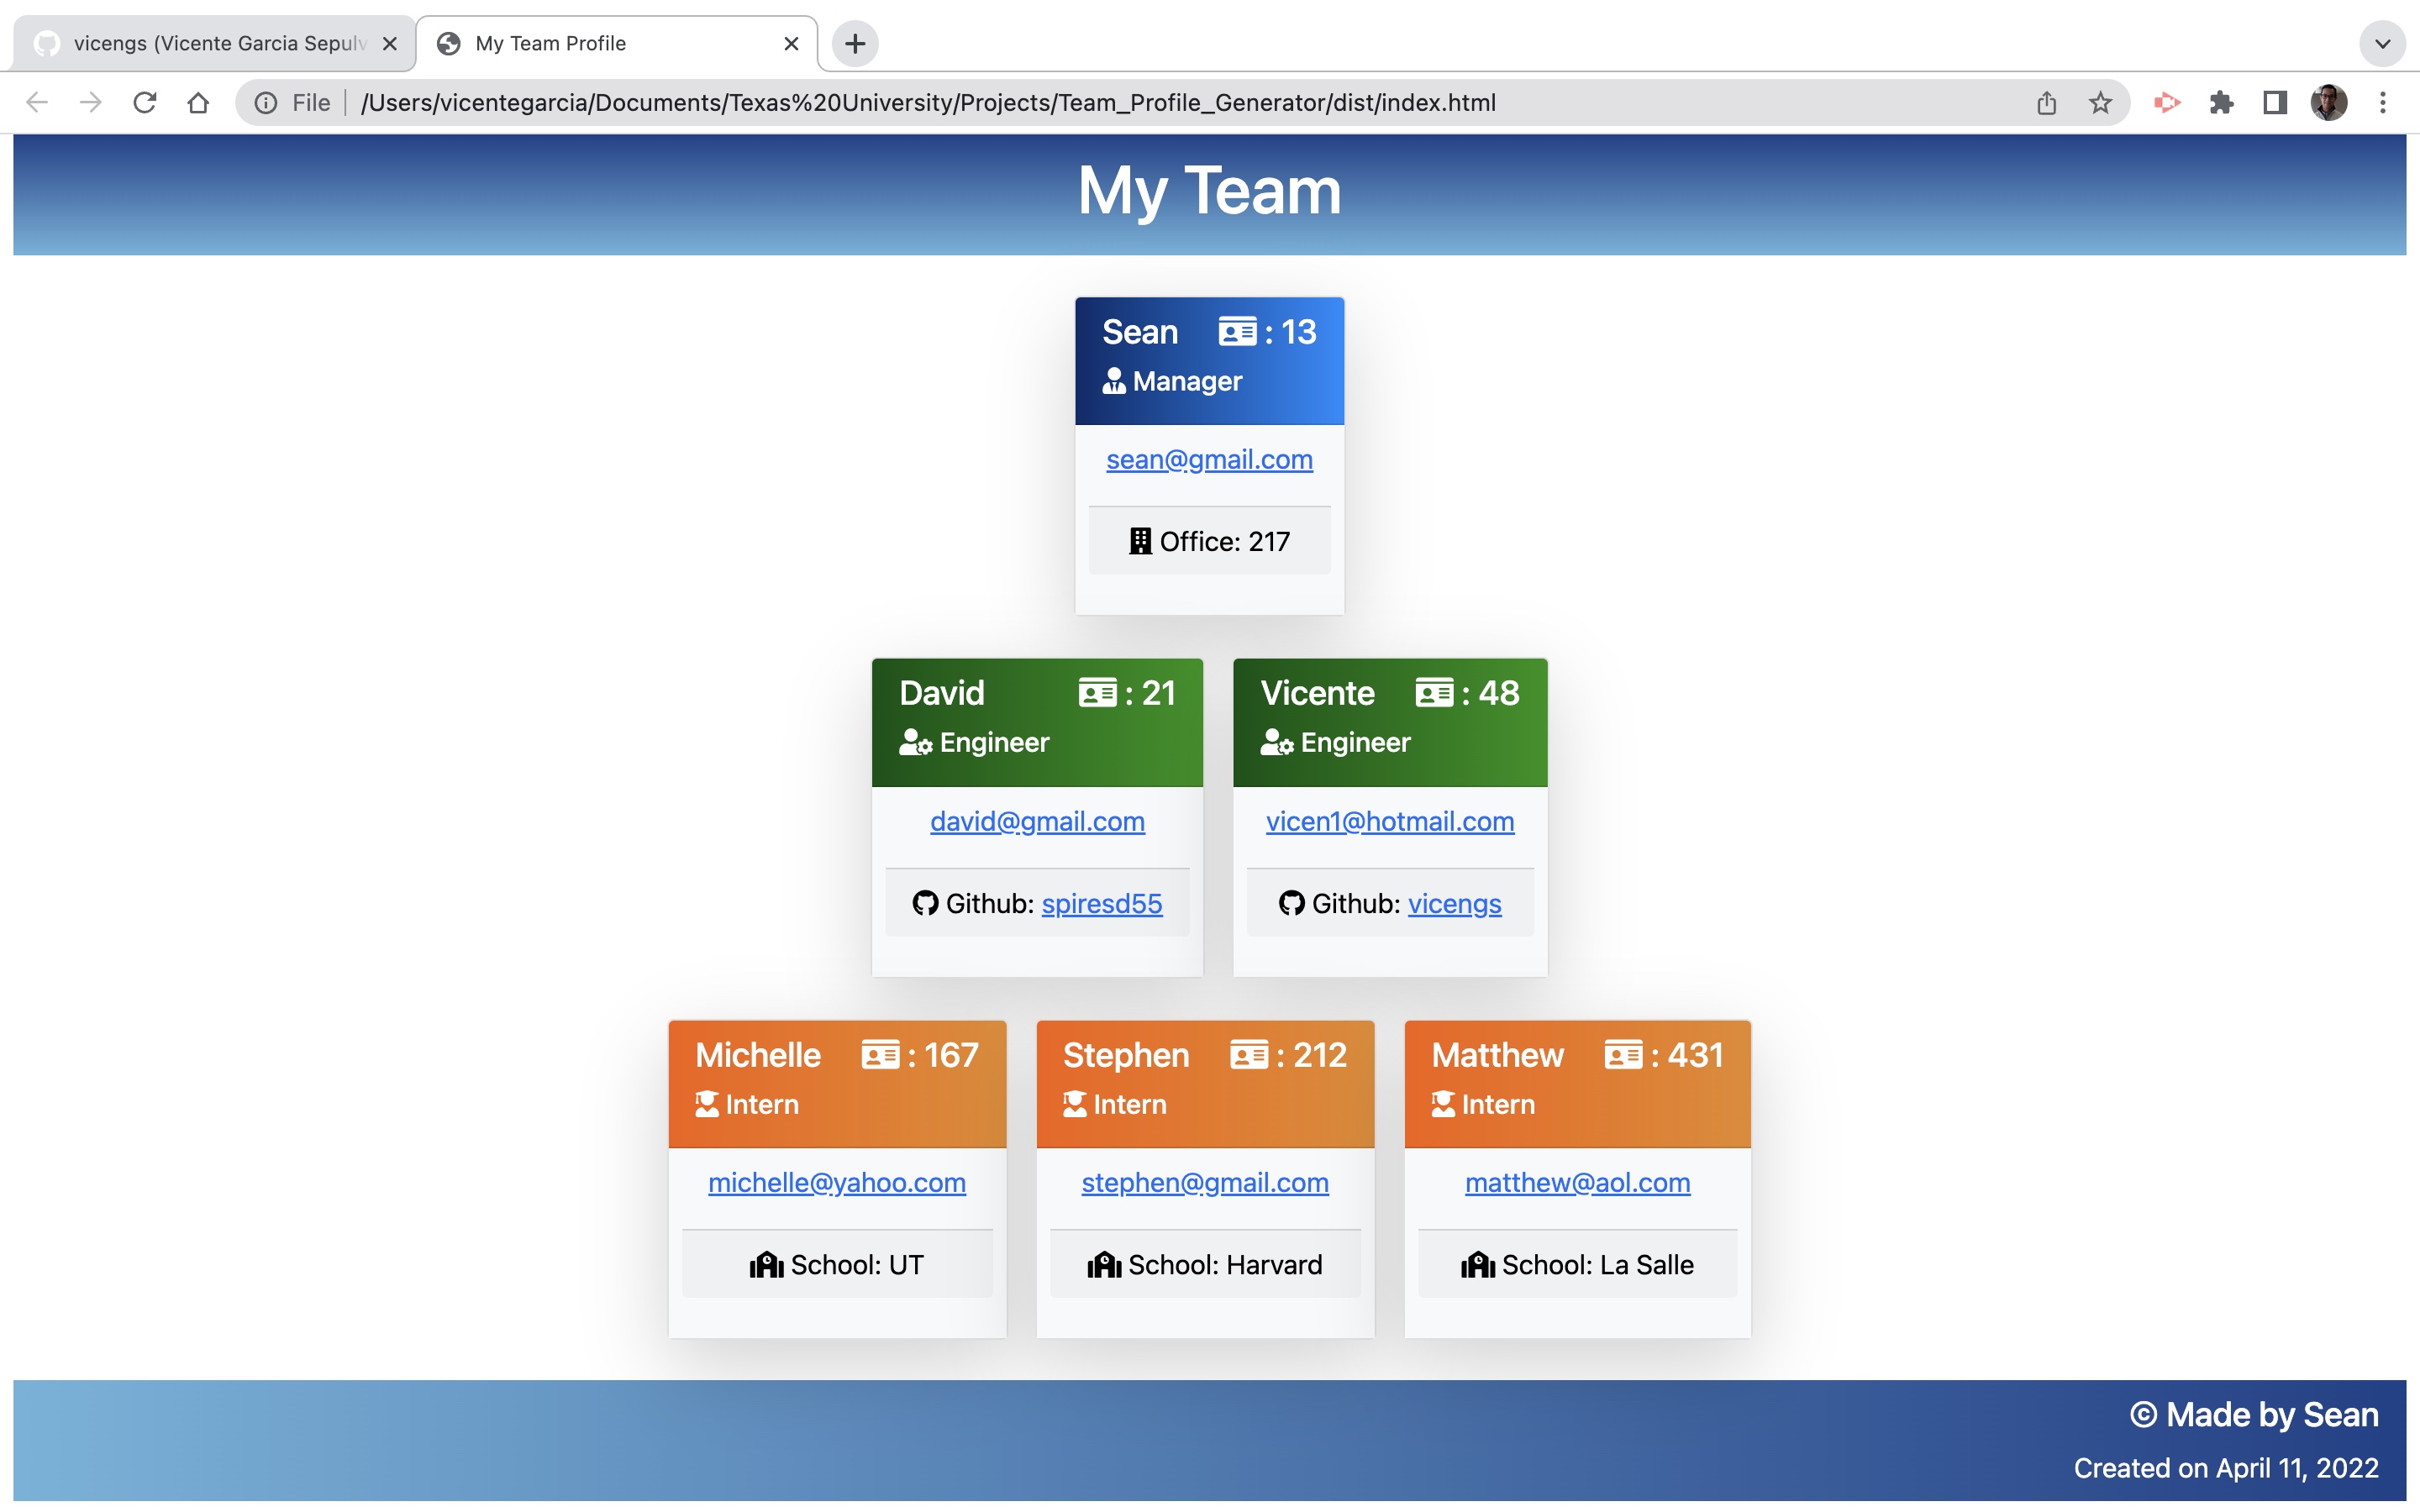 vicengs (Vicente Garcia Sepulv
My Team Profile
File /Users/vicentegarcia/Documents/Texas%20University/Projects/Team_Profile_Generator/dist/index.html
My Team
Sean : 13
Manager
sean@gmail.com
Office: 217
David : 21
Engineer
david@gmail.com
Github: spiresd55
Vicente : 48
Engineer
vicen1@hotmail.com
Github: vicengs
Michelle : 167
Intern
michelle@yahoo.com
School: UT
Stephen : 212
Intern
stephen@gmail.com
School: Harvard
Matthew : 431
Intern
matthew@aol.com
School: La Salle
© Made by Sean
Created on April 11, 2022